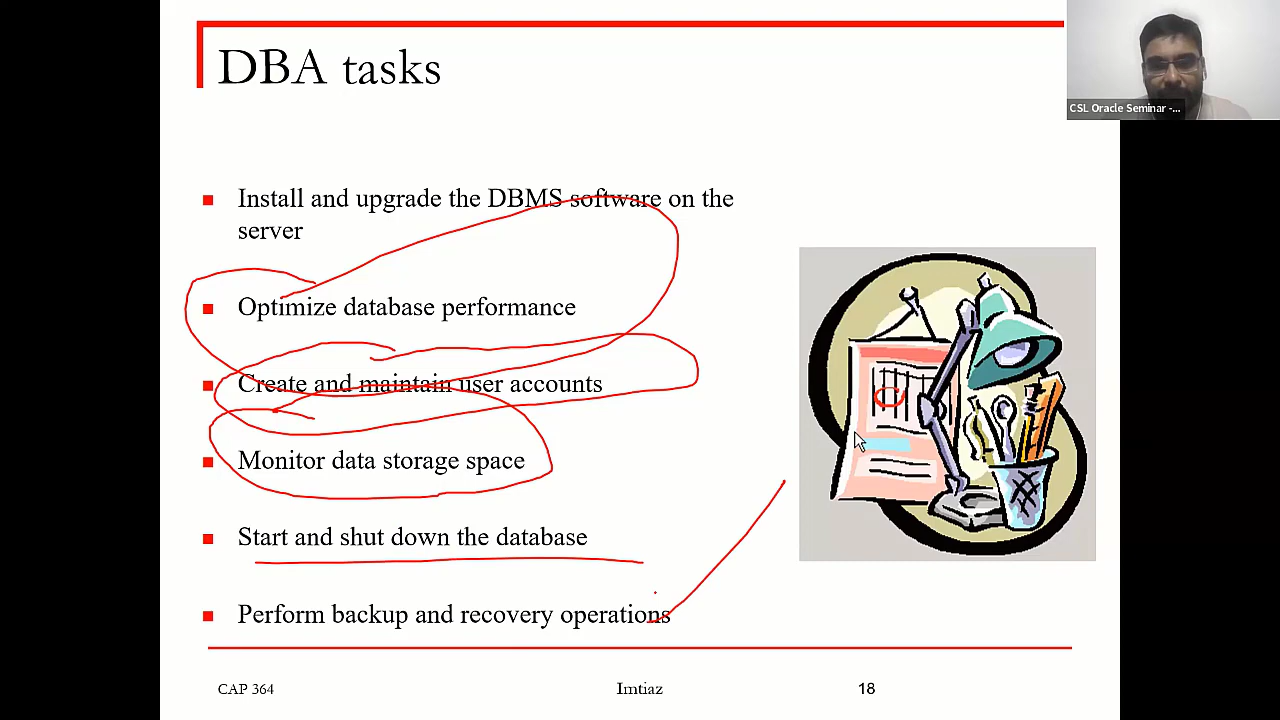 DBA tasks
CSL Oracle Seminar -...
Install and upgrade the DBMS software on the
server
Optimize database performance
Create and maintain user accounts
Monitor data storage space
Start and shut down the database
Perform backup and recovery operations
CAP 364
Imtiaz
18